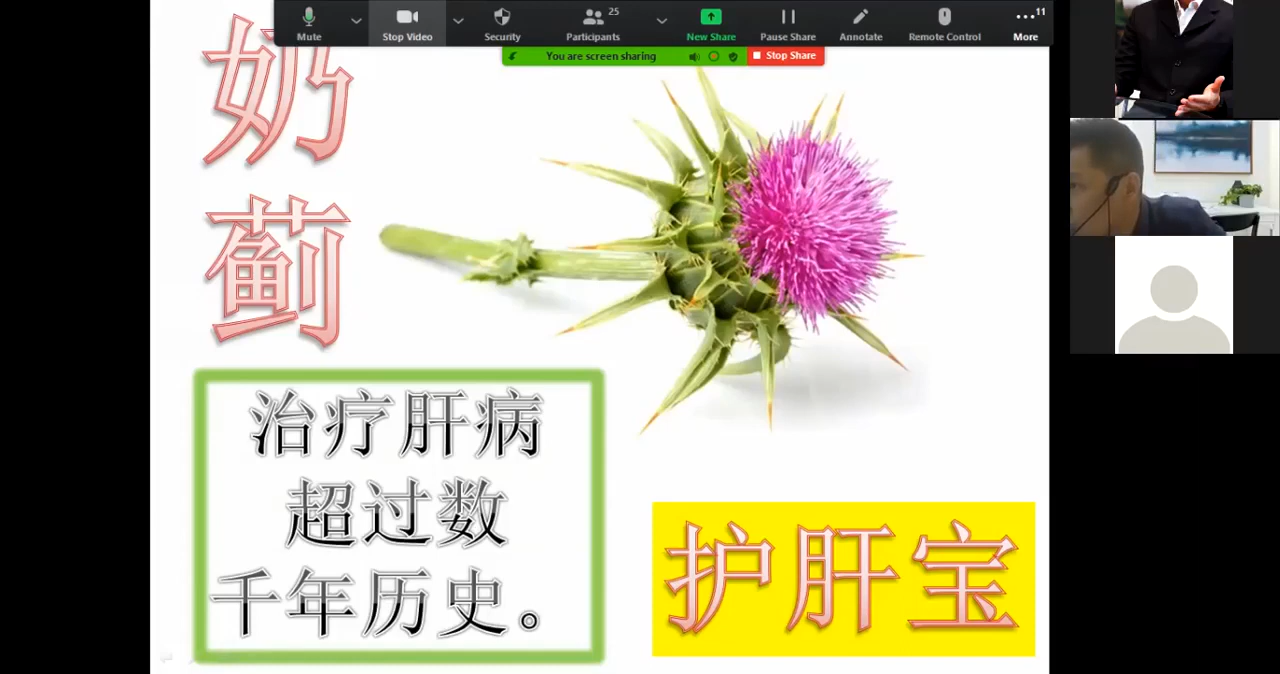 25
11
Mute
Stop Video
Security
Participants
New Share
Pause Share
Annotate
Remote Control
More
You are screen sharing
Stop Share
奶
蓟
治疗肝病
超过数
千年历史。
护肝宝